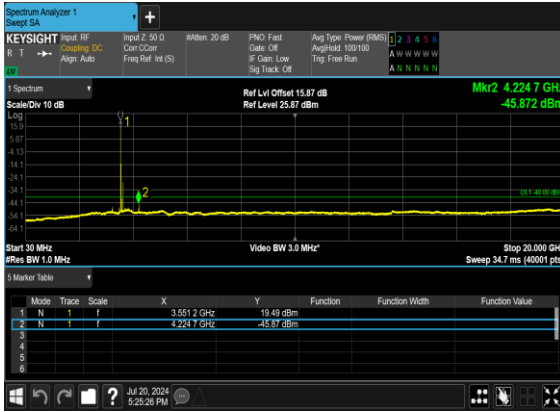 Spectrum Analyzer 1
Swept SA
+
KEYSIGHT Input: RF Input Z: 50 Ω #Atten: 20 dB PNO: Fast Avg Type: Power (RMS) 1 2 3 4 5 6
R T Coupling: DC Corr CCorr Gate: Off Avg|Hold: 100/100 A W W W W W
Align: Auto Freq Ref: Int (S) IF Gain: Low Trig: Free Run
Sig Track: Off A N N N N N
1 Spectrum Ref Lvl Offset 15.87 dB Mkr2 4.224 7 GHz
Scale/Div 10 dB Ref Level 25.87 dBm -45.872 dBm
Log
15.9
5.87
-4.13
-14.1
-24.1
-34.1
-44.1
-54.1
-64.1
1
2
DL1 -40.00 dBm
Start 30 MHz Video BW 3.0 MHz* Stop 20.000 GHz
#Res BW 1.0 MHz Sweep 34.7 ms (40001 pts)
5 Marker Table
Mode Trace Scale X Y Function Function Width Function Value
1 N 1 f 3.551 2 GHz 19.49 dBm
2 N 1 f 4.224 7 GHz -45.87 dBm
3
4
5
6
? Jul 20, 2024
5:25:26 PM